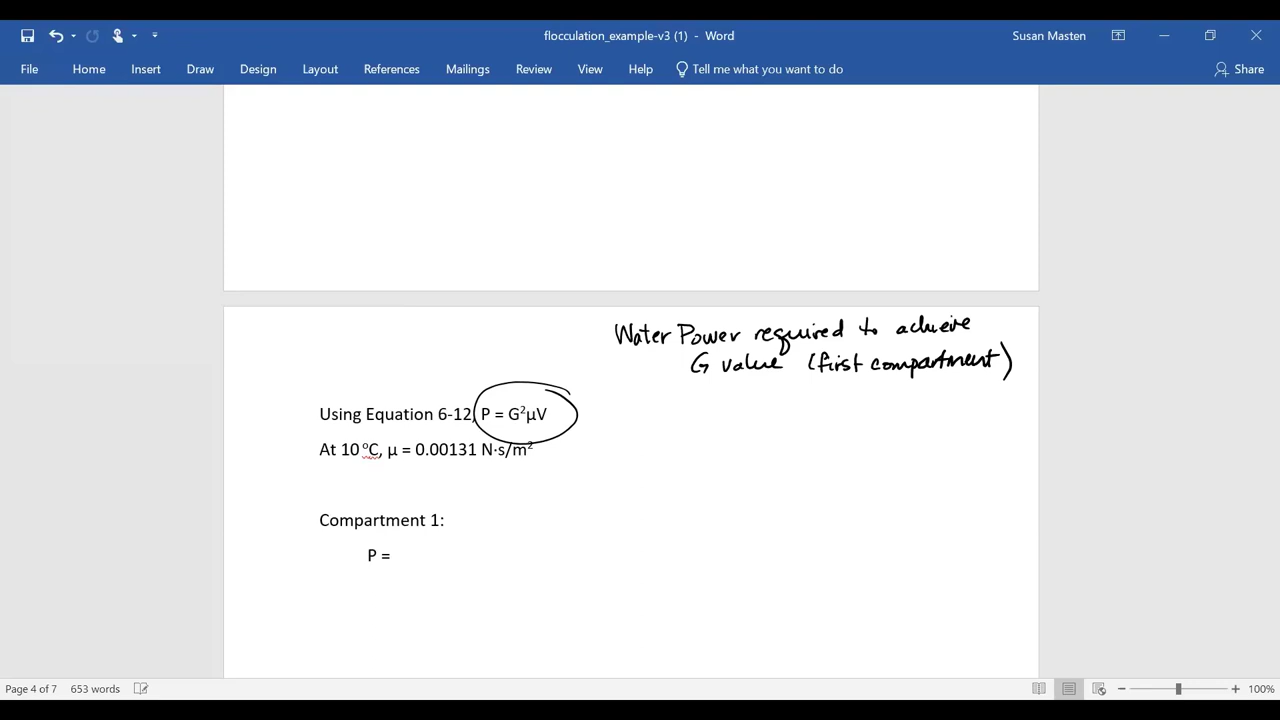 flocculation_example-v3 (1) - Word
Susan Masten
File Home Insert Draw Design Layout References Mailings Review View Help Tell me what you want to do Share
Water Power required to achieve
G value (first compartment)
Using Equation 6-12, P = G²µV
At 10 ᵒC, µ = 0.00131 N·s/m²
Compartment 1:
P =
Page 4 of 7 653 words 100%